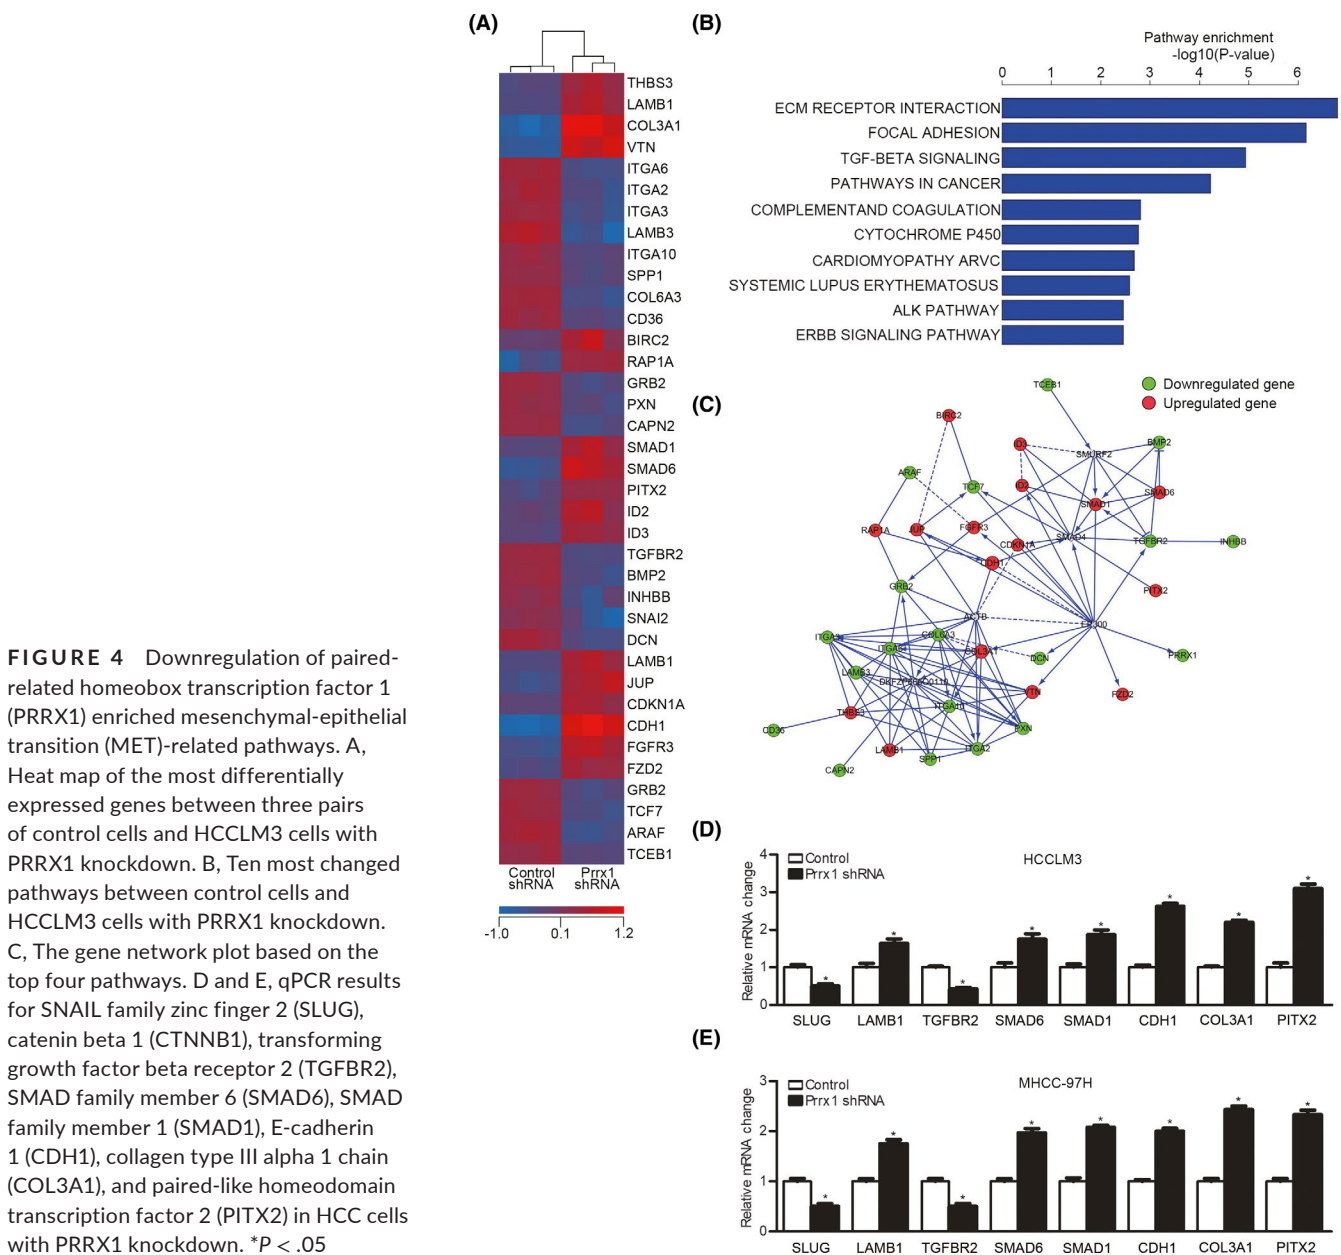 (A)
THBS3
LAMB1
COL3A1
VTN
ITGA6
ITGA2
ITGA3
LAMB3
ITGA10
SPP1
COL6A3
CD36
BIRC2
RAP1A
GRB2
PXN
CAPN2
SMAD1
SMAD6
PITX2
ID2
ID3
TGFBR2
BMP2
INHBB
SNAI2
DCN
LAMB1
JUP
CDKN1A
CDH1
FGFR3
FZD2
GRB2
TCF7
ARAF
TCEB1
Control shRNA
Prrx1 shRNA
-1.0 0.1 1.2
(B)
Pathway enrichment
-log10(P-value)
0 1 2 3 4 5 6
ECM RECEPTOR INTERACTION
FOCAL ADHESION
TGF-BETA SIGNALING
PATHWAYS IN CANCER
COMPLEMENTAND COAGULATION
CYTOCHROME P450
CARDIOMYOPATHY ARVC
SYSTEMIC LUPUS ERYTHEMATOSUS
ALK PATHWAY
ERBB SIGNALING PATHWAY
(C)
Downregulated gene
Upregulated gene
TCEB1
BIRC2
ID3
SMURF2
BMP2
ARAF
TCF7
ID2
SMAD6
SMAD1
RAP1A
JUP
FGFR3
CDKN1A
SMAD4
TGFBR2
INHBB
CDH1
GRB2
PITX2
ACTB
EP300
ITGA3
COL6A3
ITGA6
COL3A1
DCN
PRRX1
LAMB3
VTN
FZD2
ITGA10
THBS3
CD36
PXN
LAMB1
SPP1
ITGA2
CAPN2
(D)
HCCLM3
Control
Prrx1 shRNA
Relative mRNA change
4
3
2
1
0
* * * * * * * *
SLUG LAMB1 TGFBR2 SMAD6 SMAD1 CDH1 COL3A1 PITX2
(E)
MHCC-97H
Control
Prrx1 shRNA
Relative mRNA change
3
2
1
0
* * * * * * * *
SLUG LAMB1 TGFBR2 SMAD6 SMAD1 CDH1 COL3A1 PITX2
FIGURE 4 Downregulation of paired-
related homeobox transcription factor 1
(PRRX1) enriched mesenchymal-epithelial
transition (MET)-related pathways. A,
Heat map of the most differentially
expressed genes between three pairs
of control cells and HCCLM3 cells with
PRRX1 knockdown. B, Ten most changed
pathways between control cells and
HCCLM3 cells with PRRX1 knockdown.
C, The gene network plot based on the
top four pathways. D and E, qPCR results
for SNAIL family zinc finger 2 (SLUG),
catenin beta 1 (CTNNB1), transforming
growth factor beta receptor 2 (TGFBR2),
SMAD family member 6 (SMAD6), SMAD
family member 1 (SMAD1), E-cadherin
1 (CDH1), collagen type III alpha 1 chain
(COL3A1), and paired-like homeodomain
transcription factor 2 (PITX2) in HCC cells
with PRRX1 knockdown. *P < .05